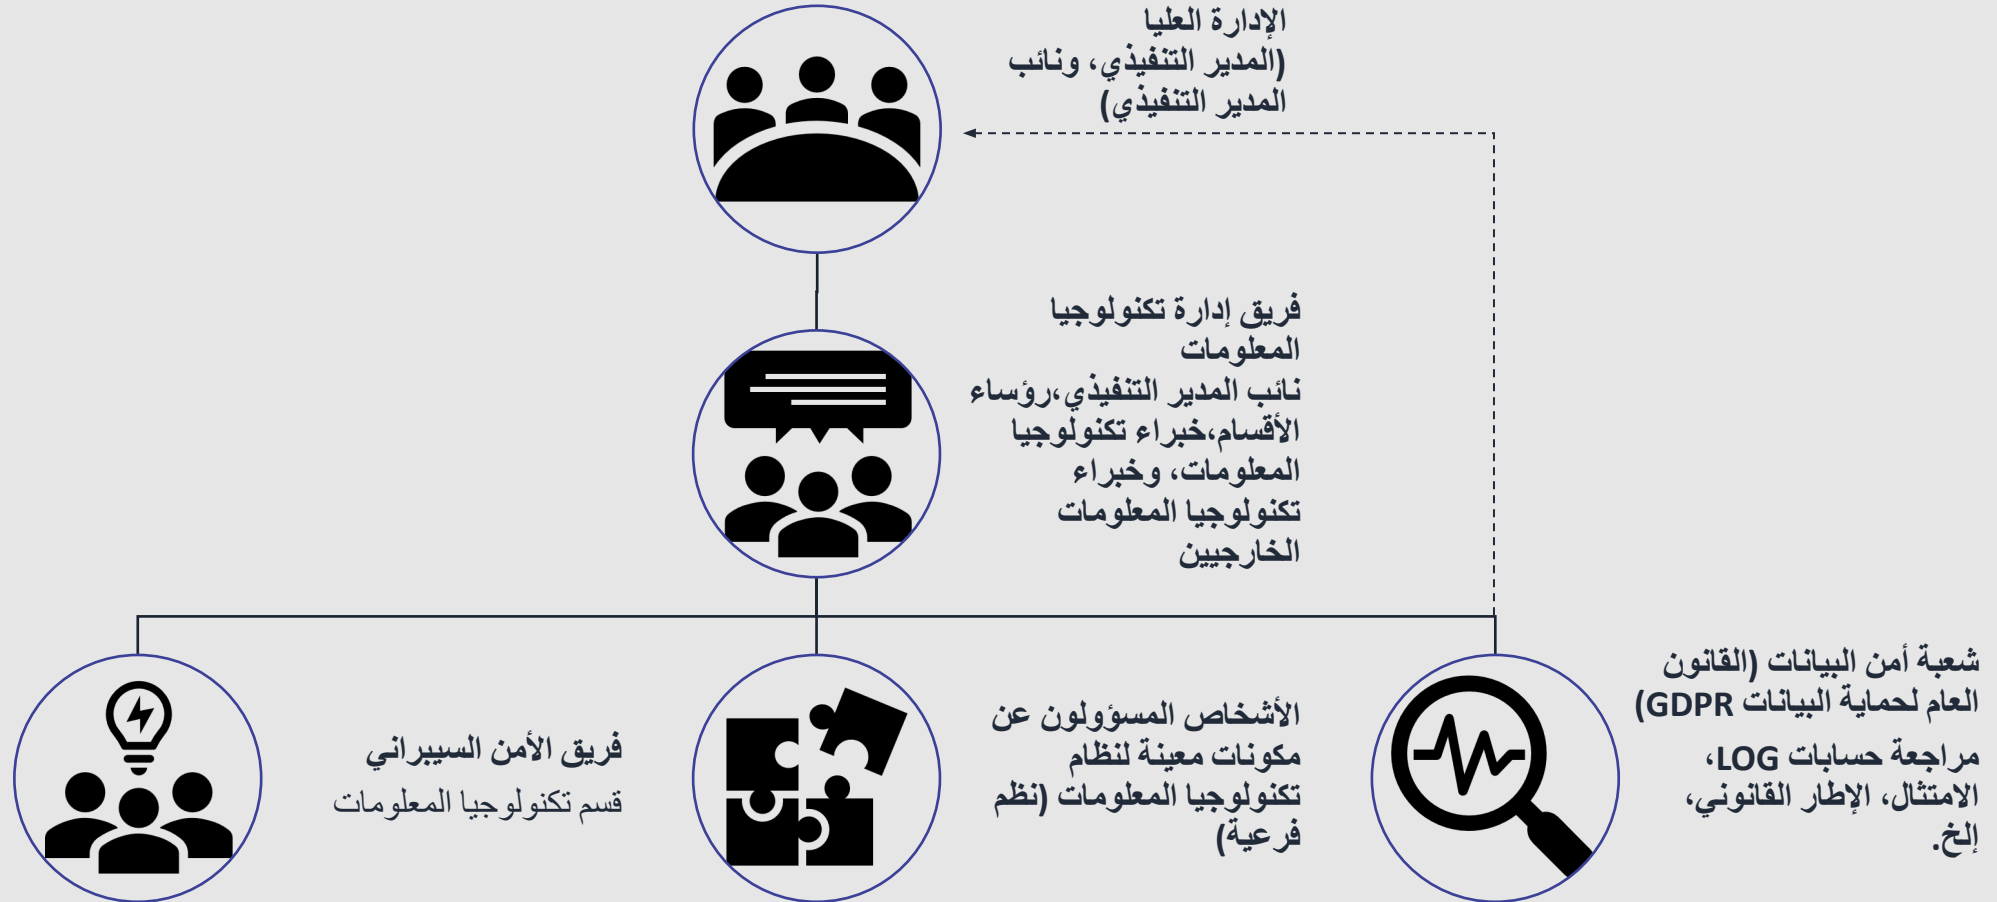 الإدارة العليا
(المدير التنفيذي، ونائب
المدير التنفيذي)
فريق إدارة تكنولوجيا
المعلومات
نائب المدير التنفيذي،رؤساء
الأقسام،خبراء تكنولوجيا
المعلومات، وخبراء
تكنولوجيا المعلومات
الخارجيين
شعبة أمن البيانات (القانون
العام لحماية البيانات GDPR)
مراجعة حسابات LOG،
الامتثال، الإطار القانوني،
إلخ.
الأشخاص المسؤولون عن
مكونات معينة لنظام
تكنولوجيا المعلومات (نظم
فرعية)
فريق الأمن السيبراني
قسم تكنولوجيا المعلومات